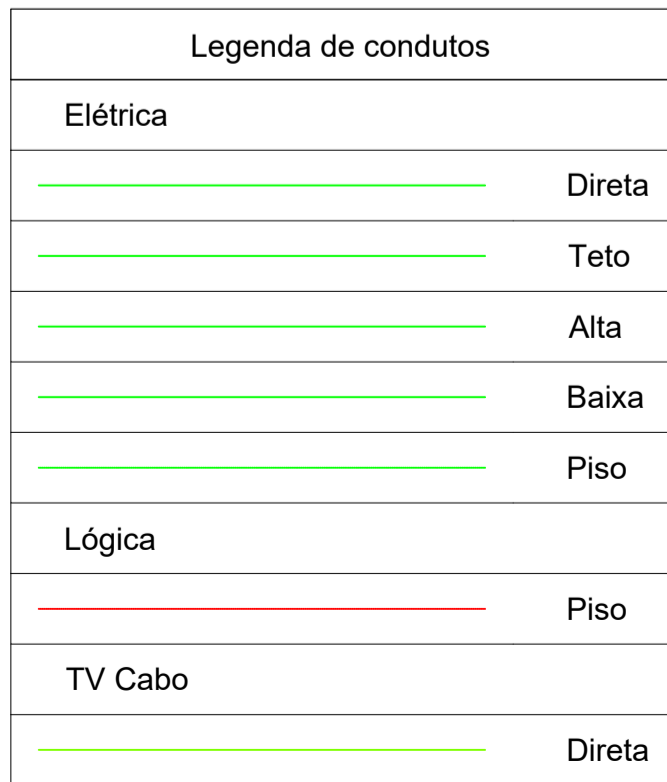 Legenda de condutos
Elétrica
Direta
Teto
Alta
Baixa
Piso
Lógica
Piso
TV Cabo
Direta